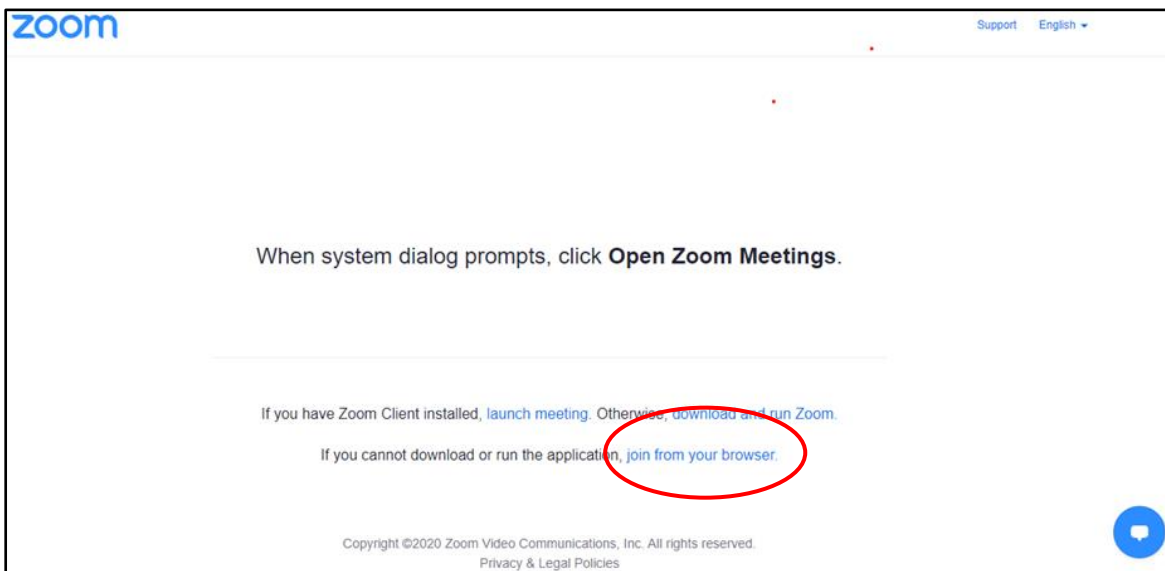 zoom
Support English
When system dialog prompts, click Open Zoom Meetings.
If you have Zoom Client installed, launch meeting. Otherwise, download and run Zoom.
If you cannot download or run the application, join from your browser.
Copyright ©2020 Zoom Video Communications, Inc. All rights reserved.
Privacy & Legal Policies